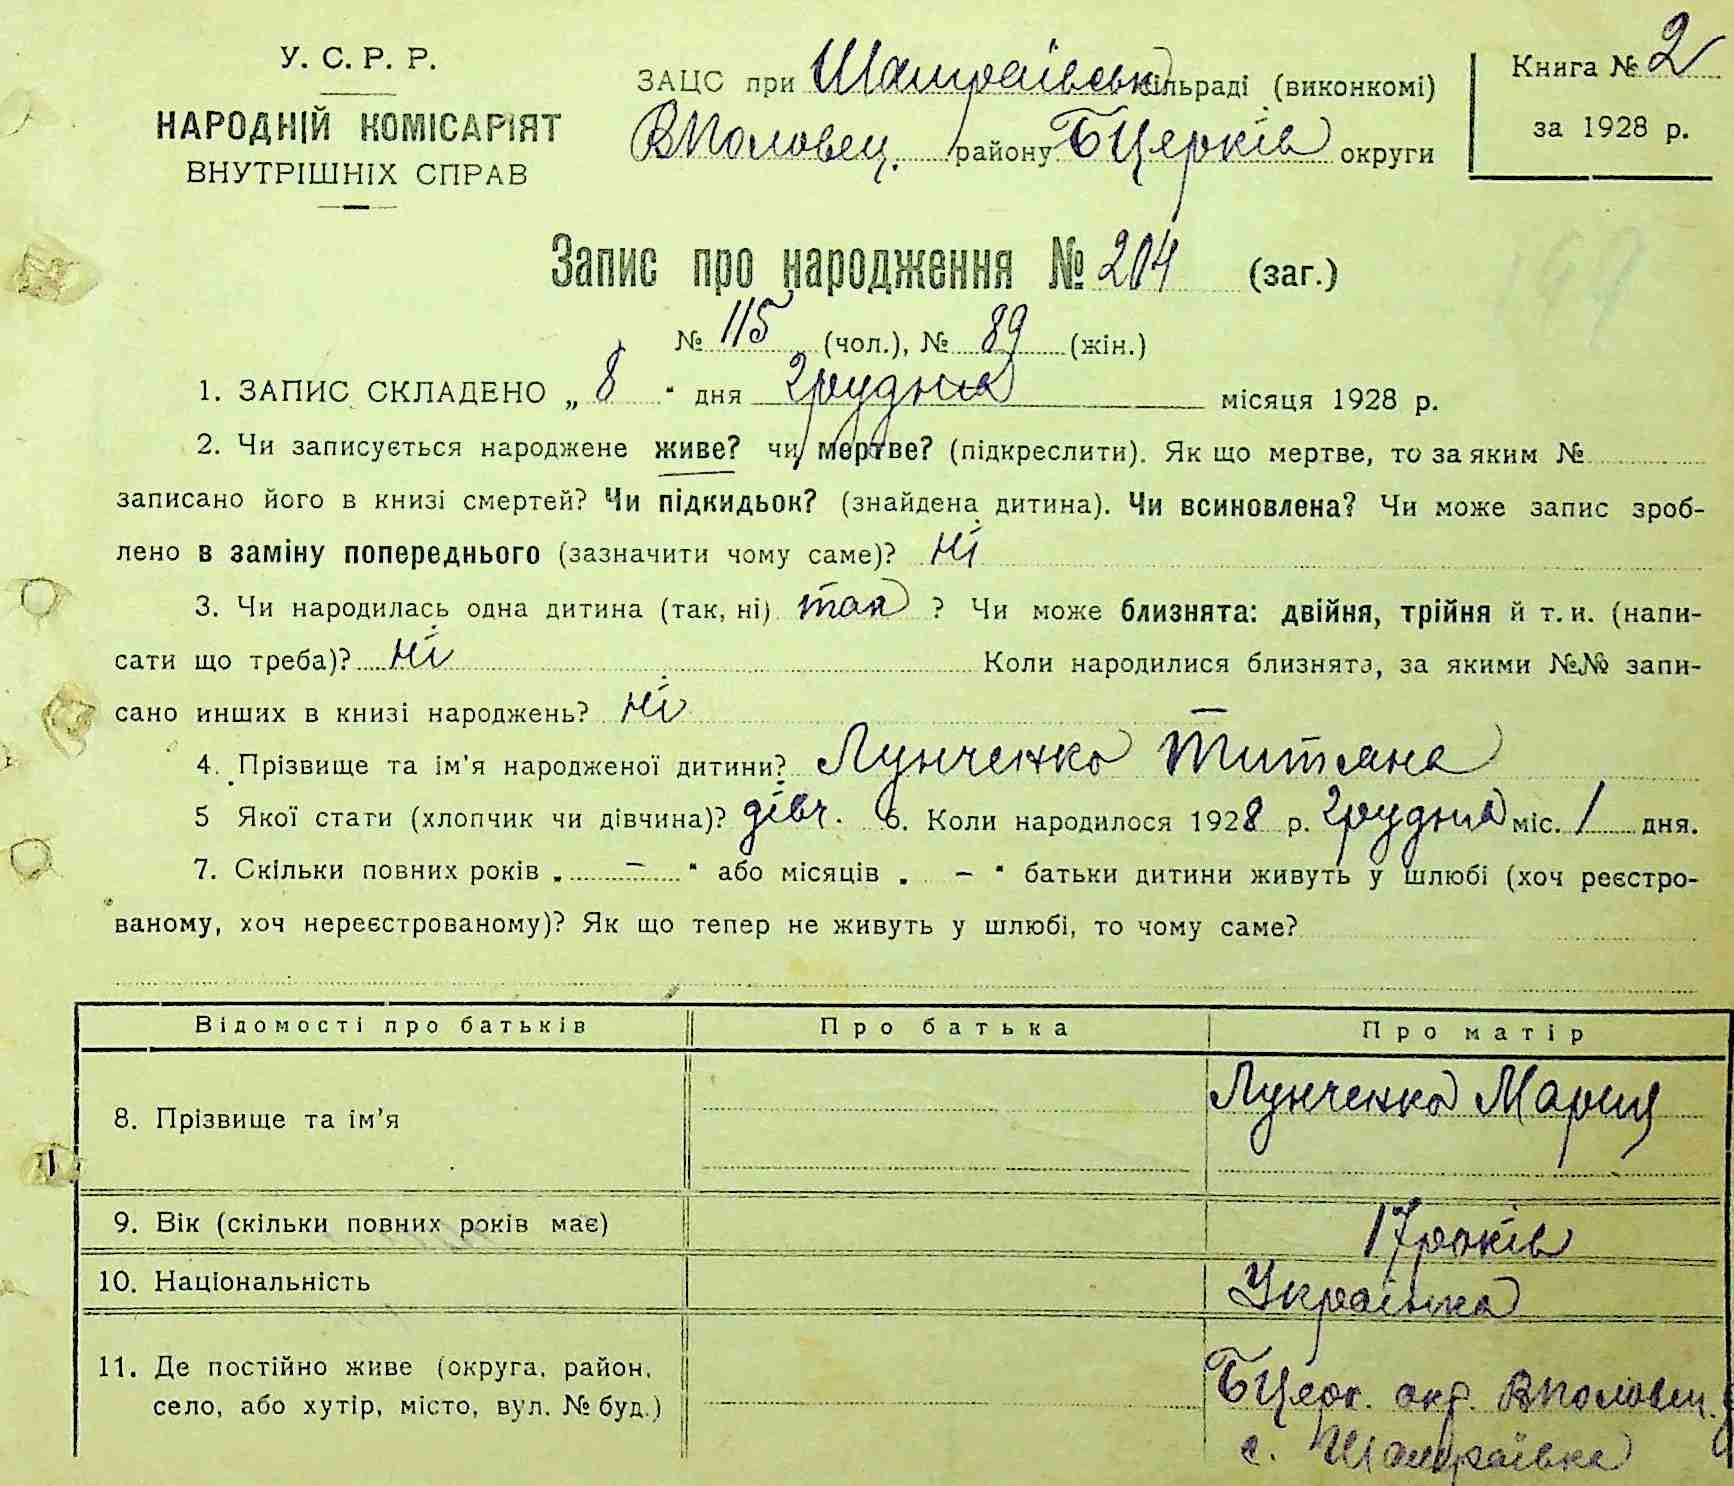 У. С. Р. Р.
НАРОДНІЙ КОМІСАРІЯТ
ВНУТРІШНІХ СПРАВ
ЗАЦС при Шамраївськ сільраді (виконкомі)
ВПоловец. району БЦерків округи
Книга № 2
за 1928 р.
Запис про народження № 204 (заг.)
№ 115 (чол.), № 89 (жін.)
1. ЗАПИС СКЛАДЕНО „ 8 " дня грудня місяця 1928 р.
2. Чи записується народжене живе? чи мертве? (підкреслити). Як що мертве, то за яким №
записано його в книзі смертей? Чи підкидьок? (знайдена дитина). Чи всиновлена? Чи може запис зроб-
лено в заміну попереднього (зазначити чому саме)? ні
3. Чи народилась одна дитина (так, ні) так ? Чи може близнята: двійня, трійня й т. и. (напи-
сати що треба)? ні Коли народилися близнята, за якими №№ запи-
сано инших в книзі народжень? ні —
4. Прізвище та ім'я народженої дитини? Лунченко Титяна
5 Якої стати (хлопчик чи дівчина)? дівч. 6. Коли народилося 1928 р. грудня міс. 1 дня.
7. Скільки повних років „ — " або місяців „ — " батьки дитини живуть у шлюбі (хоч реєстро-
ваному, хоч нереєстрованому)? Як що тепер не живуть у шлюбі, то чому саме?
Відомості про батьків Про батька Про матір
8. Прізвище та ім'я Лунченко Мария
9. Вік (скільки повних років має) 17 років
10. Національність Українка
11. Де постійно живе (округа, район, БЦерк. окр. ВПоловец.
село, або хутір, місто, вул. № буд.) с. Шамраївка